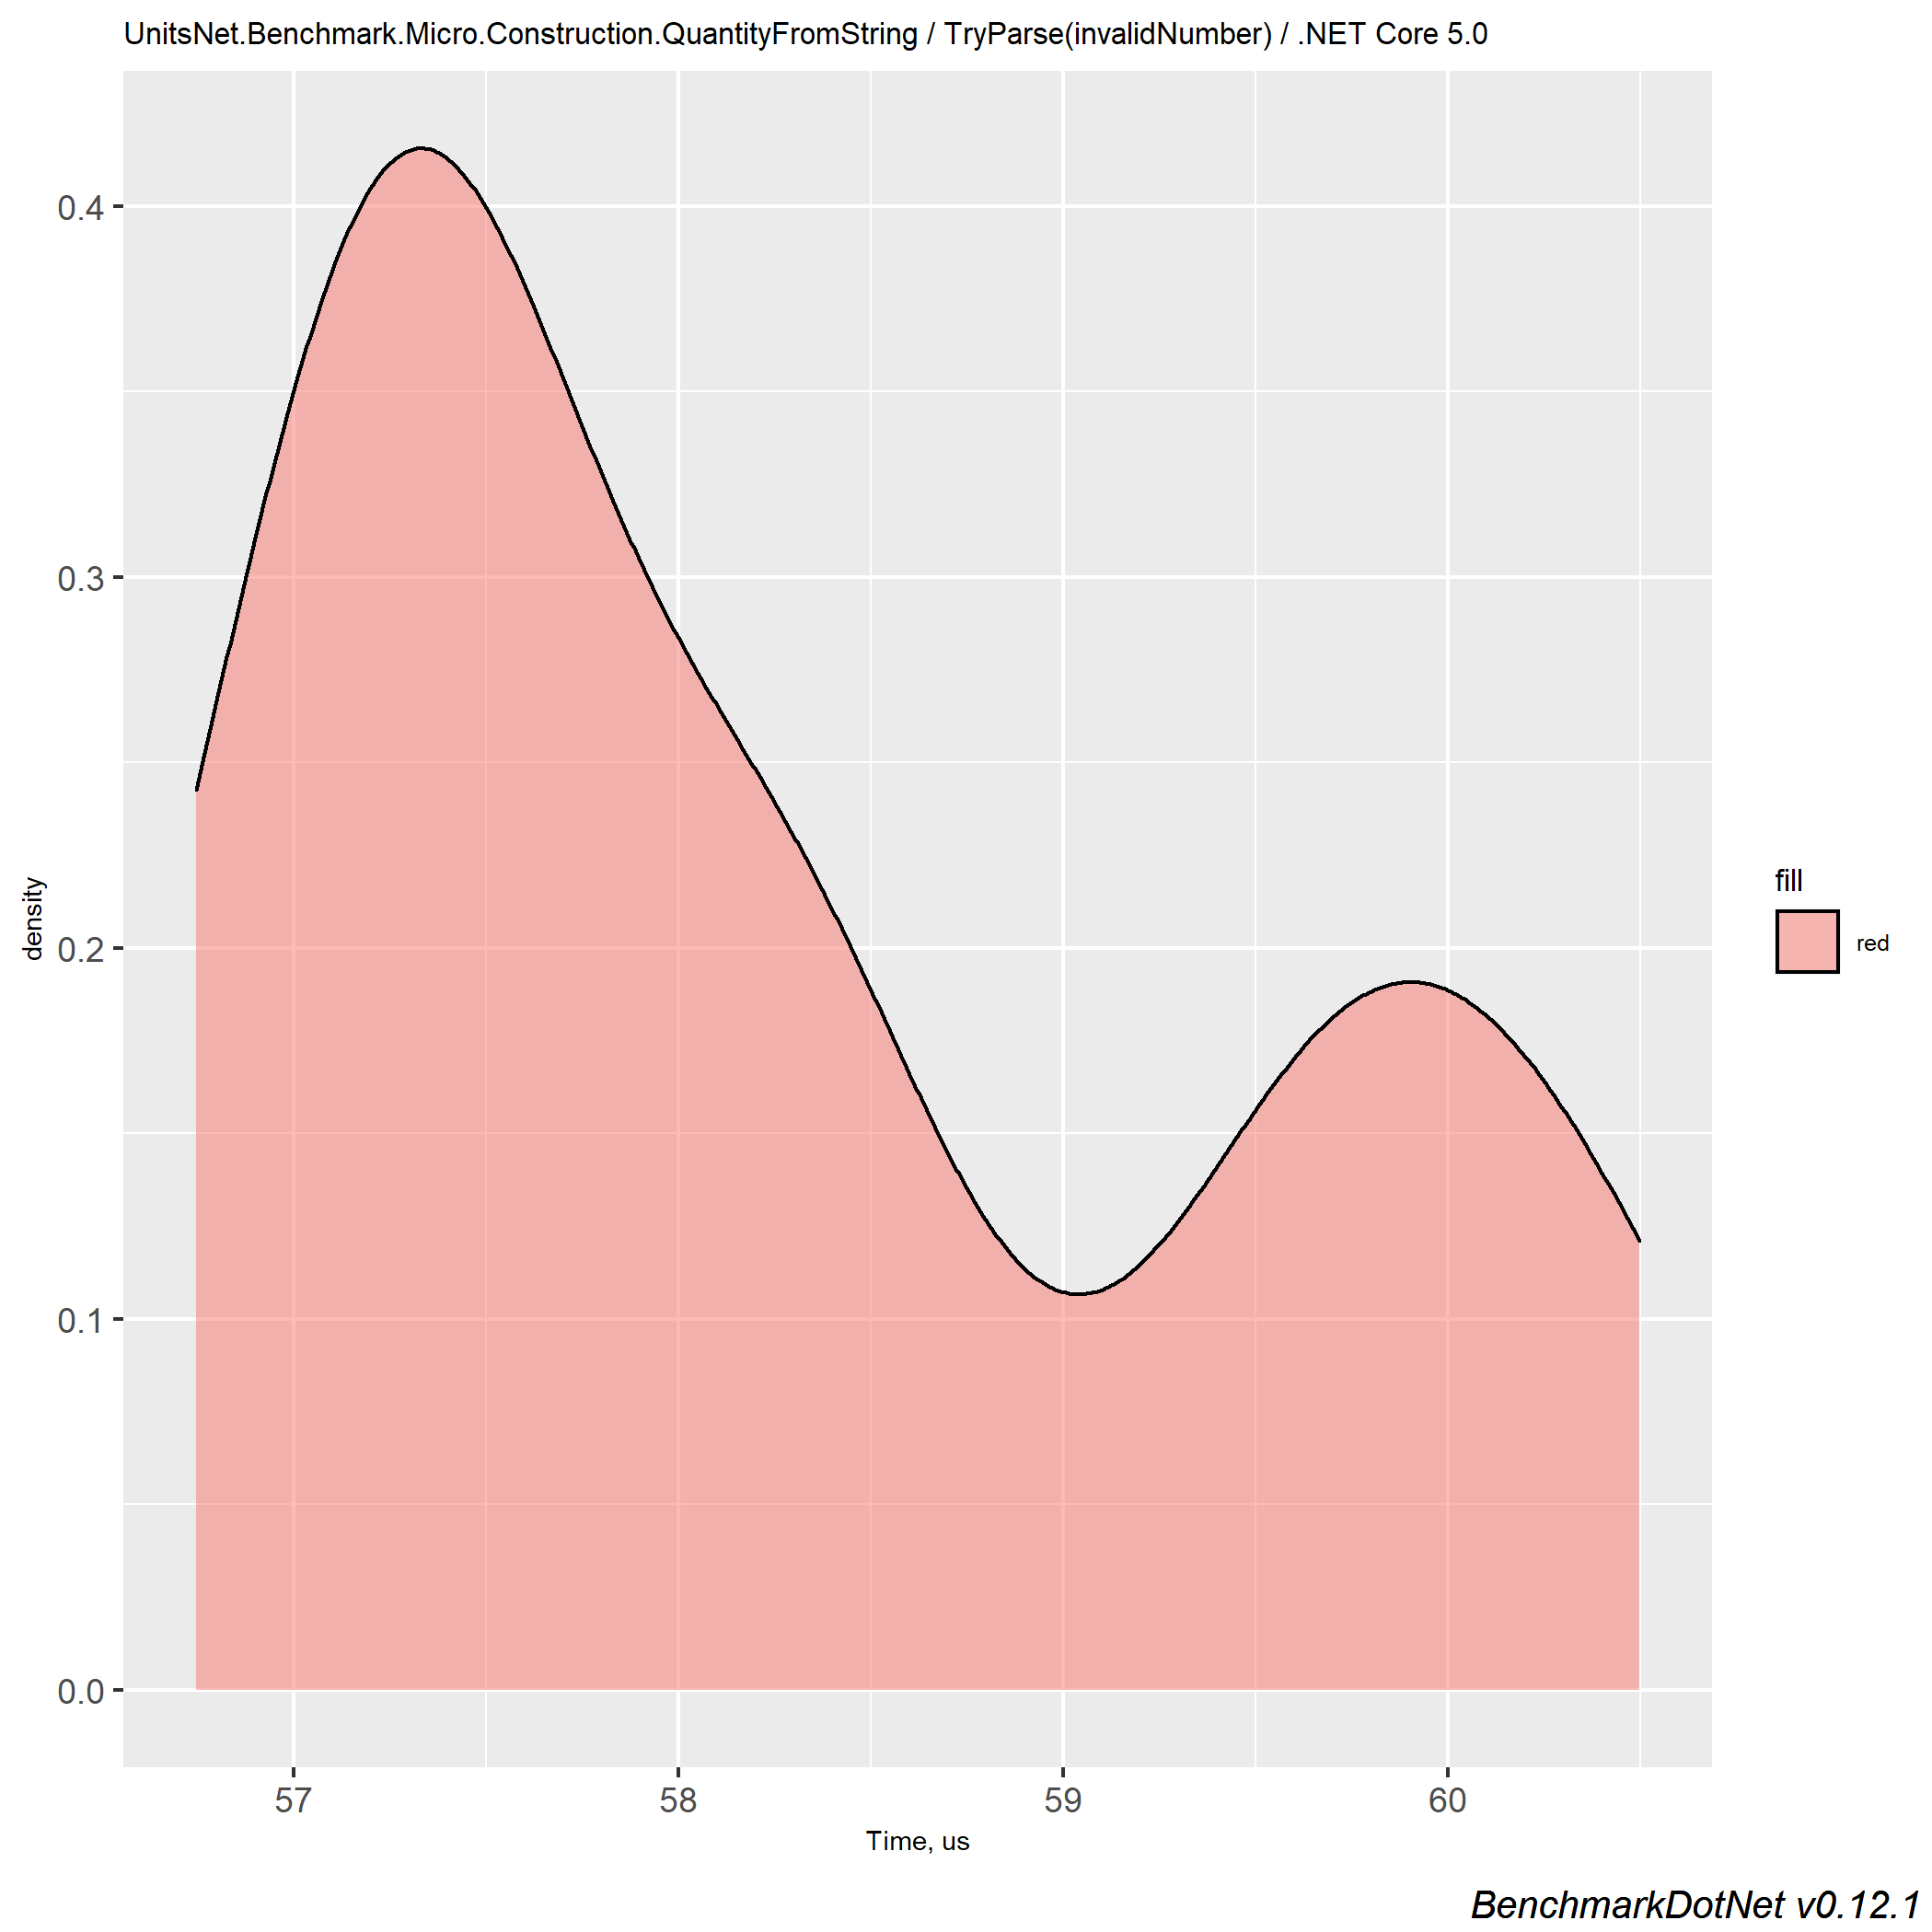 UnitsNet.Benchmark.Micro.Construction.QuantityFromString / TryParse(invalidNumber) / .NET Core 5.0
0.4
0.3
0.2
0.1
0.0
density
57 58 59 60
Time, us
fill
red
BenchmarkDotNet v0.12.1